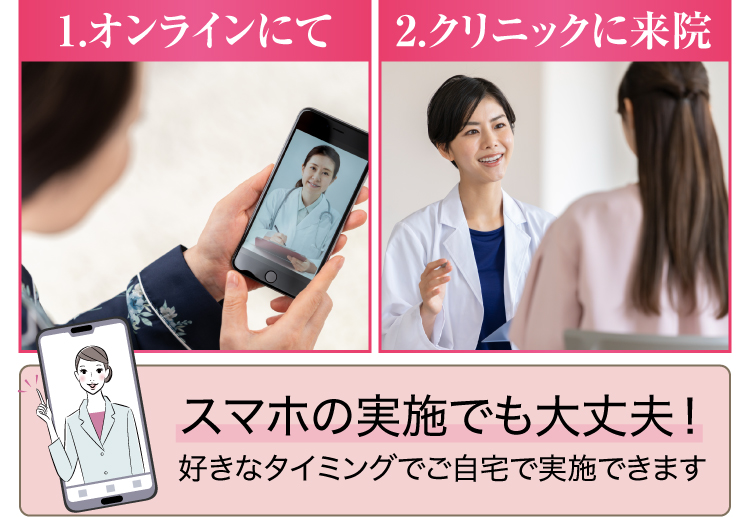 1.オンラインにて
2.クリニックに来院
スマホの実施でも大丈夫！
好きなタイミングでご自宅で実施できます